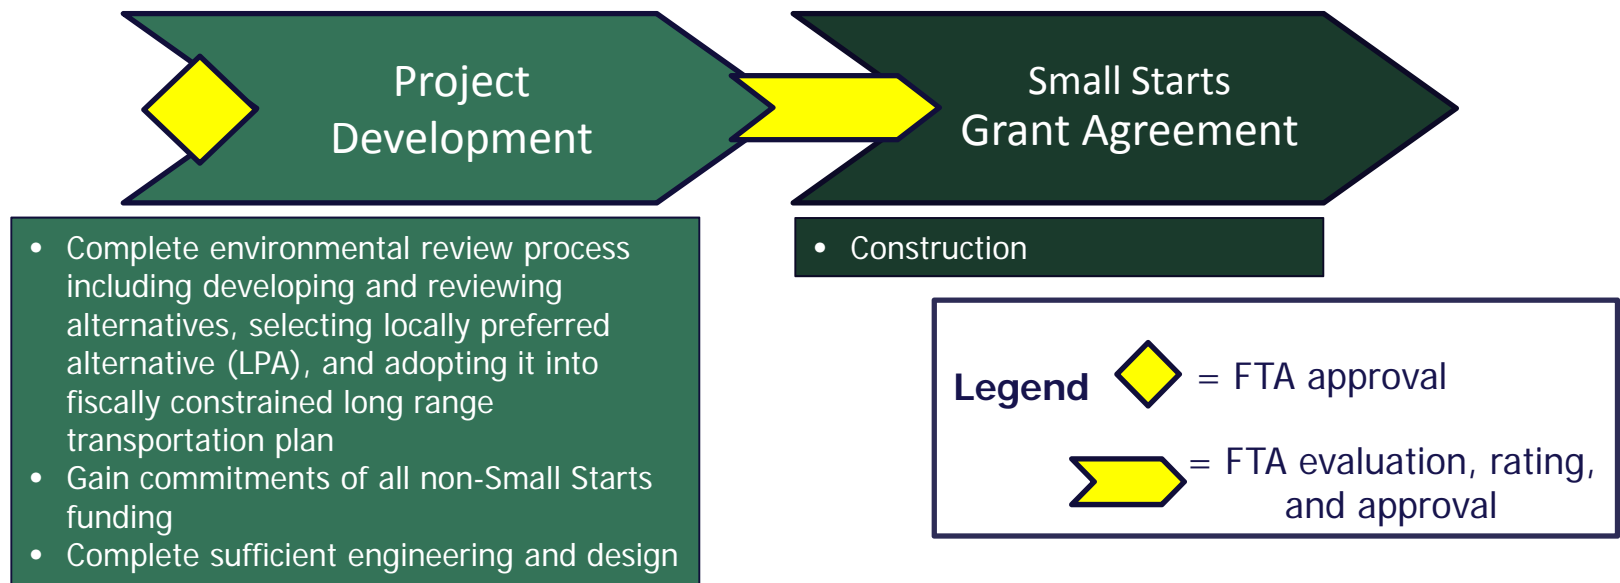 Project
Development
Small Starts
Grant Agreement
• Complete environmental review process
including developing and reviewing
alternatives, selecting locally preferred
alternative (LPA), and adopting it into
fiscally constrained long range
transportation plan
• Gain commitments of all non-Small Starts
funding
• Complete sufficient engineering and design
• Construction
Legend
= FTA approval
= FTA evaluation, rating,
and approval